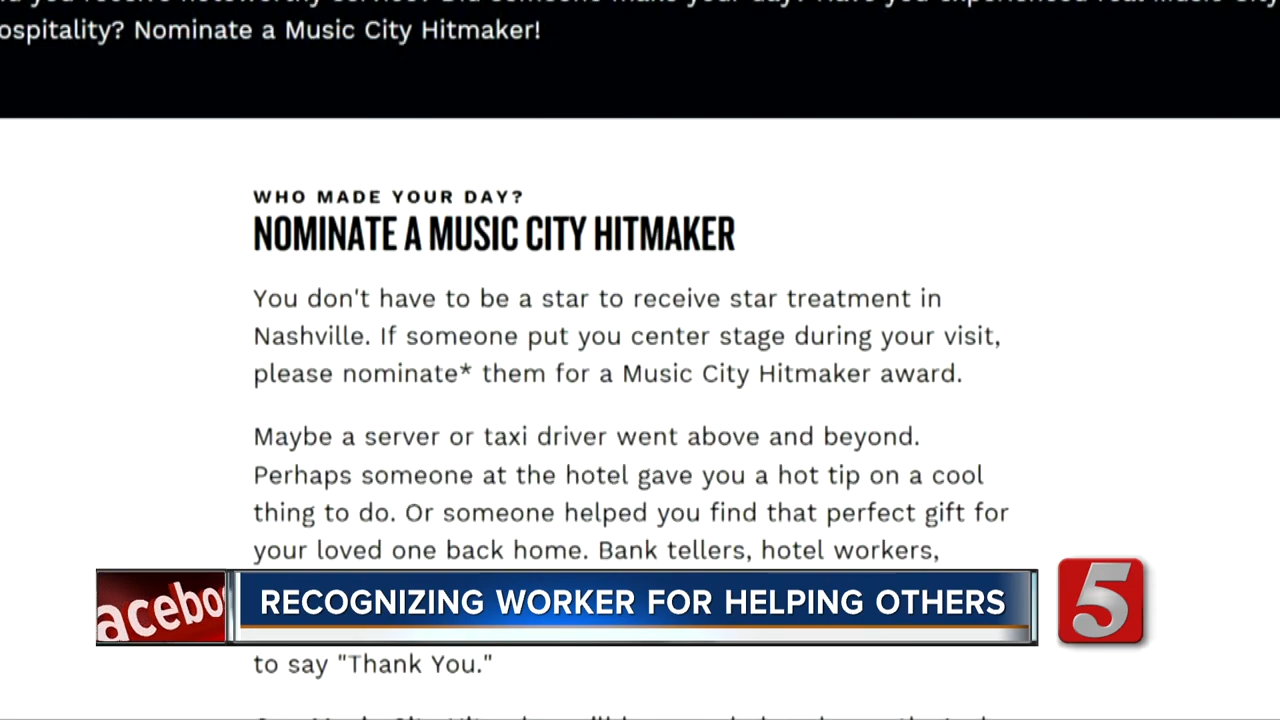 ospitality? Nominate a Music City Hitmaker!
WHO MADE YOUR DAY?
NOMINATE A MUSIC CITY HITMAKER
You don't have to be a star to receive star treatment in
Nashville. If someone put you center stage during your visit,
please nominate* them for a Music City Hitmaker award.
Maybe a server or taxi driver went above and beyond.
Perhaps someone at the hotel gave you a hot tip on a cool
thing to do. Or someone helped you find that perfect gift for
your loved one back home. Bank tellers, hotel workers,
acebo
RECOGNIZING WORKER FOR HELPING OTHERS
5
to say "Thank You."